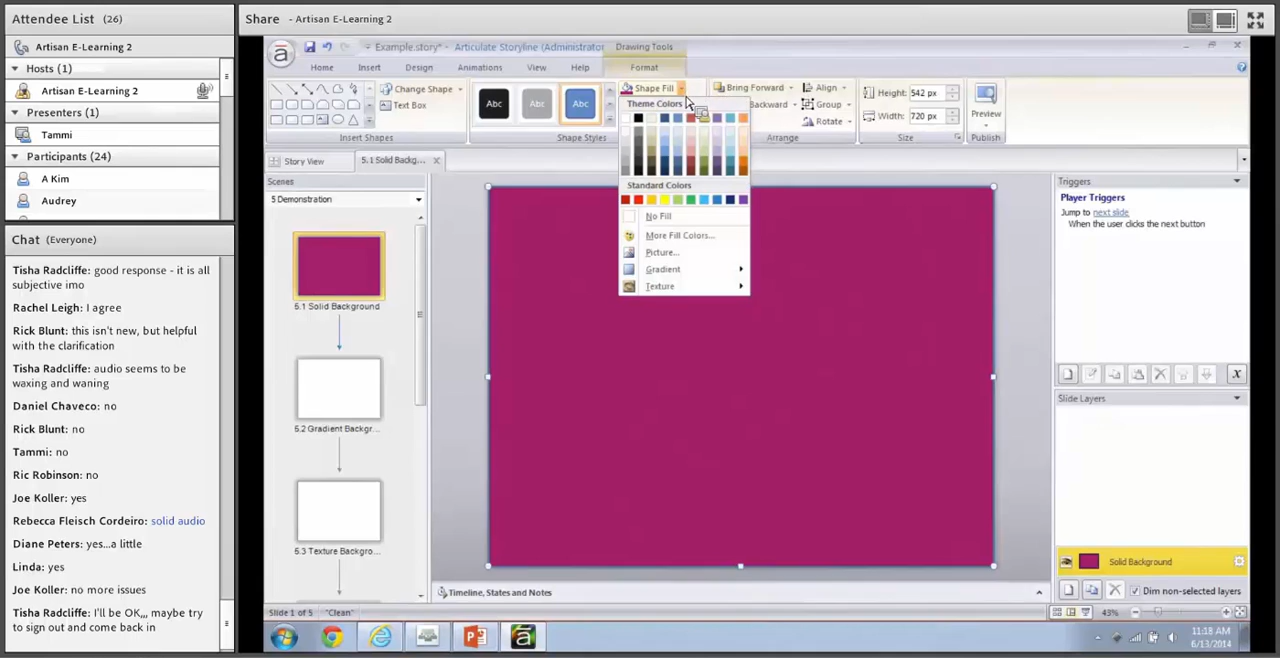 Attendee List (26)
Artisan E-Learning 2
Hosts (1)
Artisan E-Learning 2
Presenters (1)
Tammi
Participants (24)
A Kim
Audrey
Chat (Everyone)
Tisha Radcliffe: good response - it is all
subjective imo
Rachel Leigh: I agree
Rick Blunt: this isn't new, but helpful
with the clarification
Tisha Radcliffe: audio seems to be
waxing and waning
Daniel Chaveco: no
Rick Blunt: no
Tammi: no
Ric Robinson: no
Joe Koller: yes
Rebecca Fleisch Cordeiro: solid audio
Diane Peters: yes...a little
Linda: yes
Joe Koller: no more issues
Tisha Radcliffe: I'll be OK,,, maybe try
to sign out and come back in
Share - Artisan E-Learning 2
Example.story* - Articulate Storyline (Administrator
Drawing Tools
Home Insert Design Animations View Help Format
Change Shape
Text Box
Insert Shapes
Abc Abc Abc
Shape Styles
Shape Fill
Theme Colors
Standard Colors
No Fill
More Fill Colors...
Picture...
Gradient
Texture
Bring Forward Align
Backward Group
Rotate
Arrange
Height: 542 px
Width: 720 px
Size
Preview
Publish
Story View 5.1 Solid Backg...
Scenes
5 Demonstration
5.1 Solid Background
5.2 Gradient Backgr...
5.3 Texture Backgro...
Triggers
Player Triggers
Jump to next slide
When the user clicks the next button
Slide Layers
Solid Background
Dim non-selected layers
Timeline, States and Notes
Slide 1 of 5 "Clean"
43%
11:18 AM
6/13/2014